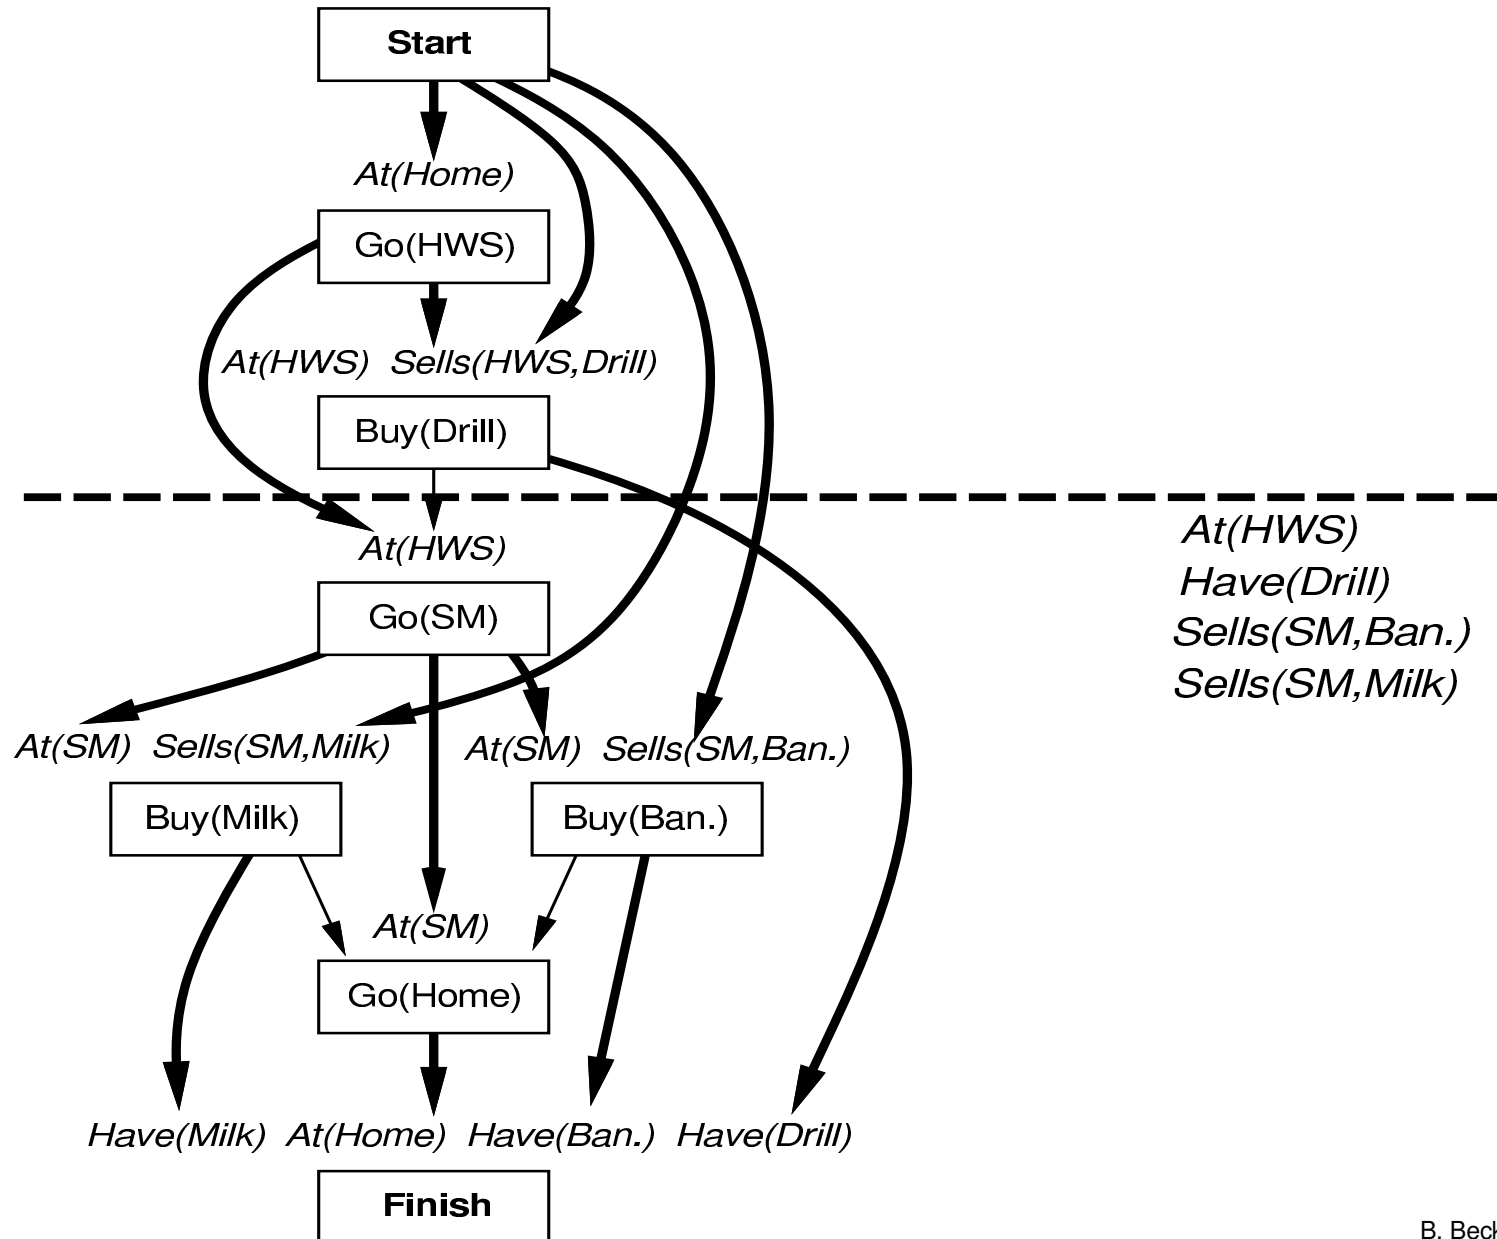 Start
At(Home)
Go(HWS)
At(HWS) Sells(HWS,Drill)
Buy(Drill)
At(HWS)
Go(SM)
At(SM) Sells(SM,Milk) At(SM) Sells(SM,Ban.)
Buy(Milk) Buy(Ban.)
At(SM)
Go(Home)
Have(Milk) At(Home) Have(Ban.) Have(Drill)
Finish
At(HWS)
Have(Drill)
Sells(SM,Ban.)
Sells(SM,Milk)
B. Beck